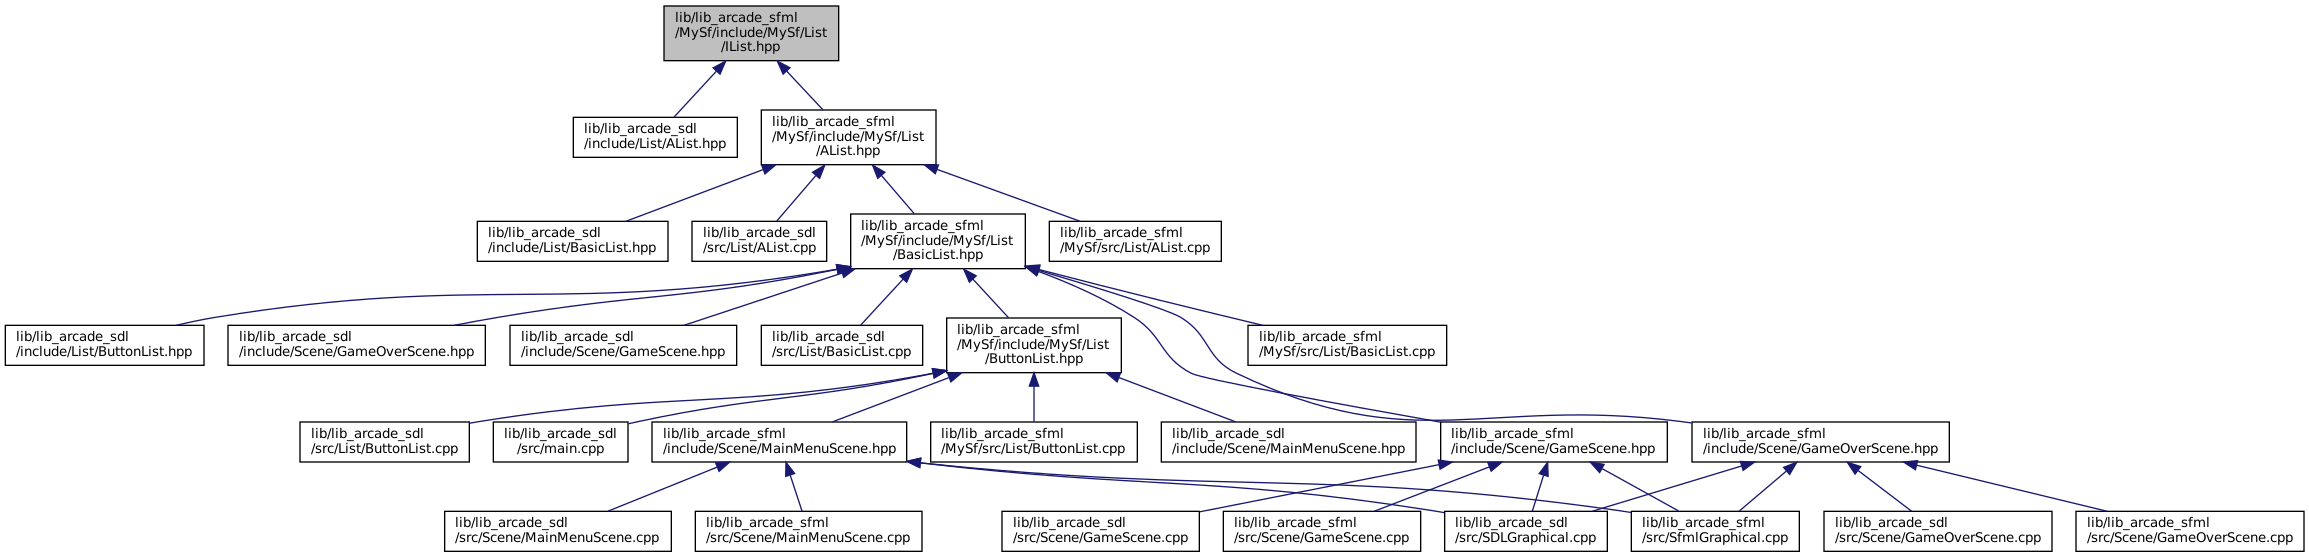 lib/lib_arcade_sfml
/MySf/include/MySf/List
/IList.hpp
lib/lib_arcade_sdl
/include/List/AList.hpp
lib/lib_arcade_sfml
/MySf/include/MySf/List
/AList.hpp
lib/lib_arcade_sdl
/include/List/BasicList.hpp
lib/lib_arcade_sdl
/src/List/AList.cpp
lib/lib_arcade_sfml
/MySf/include/MySf/List
/BasicList.hpp
lib/lib_arcade_sfml
/MySf/src/List/AList.cpp
lib/lib_arcade_sdl
/include/List/ButtonList.hpp
lib/lib_arcade_sdl
/include/Scene/GameOverScene.hpp
lib/lib_arcade_sdl
/include/Scene/GameScene.hpp
lib/lib_arcade_sdl
/src/List/BasicList.cpp
lib/lib_arcade_sfml
/MySf/include/MySf/List
/ButtonList.hpp
lib/lib_arcade_sfml
/MySf/src/List/BasicList.cpp
lib/lib_arcade_sdl
/src/List/ButtonList.cpp
lib/lib_arcade_sdl
/src/main.cpp
lib/lib_arcade_sfml
/include/Scene/MainMenuScene.hpp
lib/lib_arcade_sfml
/MySf/src/List/ButtonList.cpp
lib/lib_arcade_sdl
/include/Scene/MainMenuScene.hpp
lib/lib_arcade_sfml
/include/Scene/GameScene.hpp
lib/lib_arcade_sfml
/include/Scene/GameOverScene.hpp
lib/lib_arcade_sdl
/src/Scene/MainMenuScene.cpp
lib/lib_arcade_sfml
/src/Scene/MainMenuScene.cpp
lib/lib_arcade_sdl
/src/Scene/GameScene.cpp
lib/lib_arcade_sfml
/src/Scene/GameScene.cpp
lib/lib_arcade_sdl
/src/SDLGraphical.cpp
lib/lib_arcade_sfml
/src/SfmlGraphical.cpp
lib/lib_arcade_sdl
/src/Scene/GameOverScene.cpp
lib/lib_arcade_sfml
/src/Scene/GameOverScene.cpp